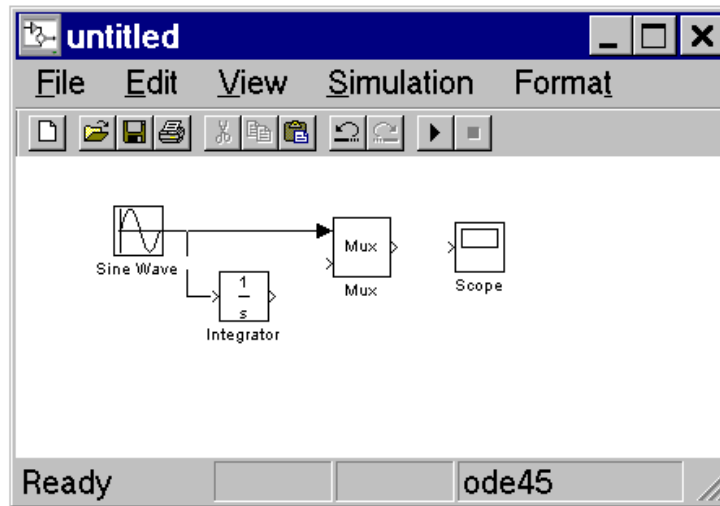 untitled
File Edit View Simulation Format
Mux
Sine Wave
1
s
Mux
Scope
Integrator
Ready ode45